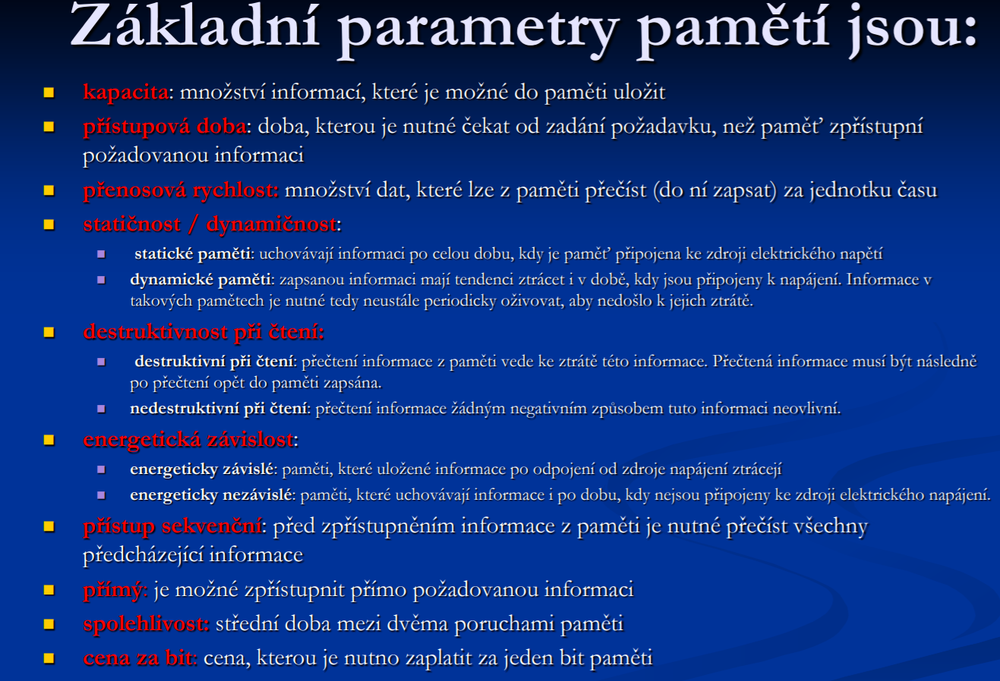 Základní parametry pamětí jsou:
kapacita: množství informací, které je možné do paměti uložit
přístupová doba: doba, kterou je nutné čekat od zadání požadavku, než paměť zpřístupní
požadovanou informaci
přenosová rychlost: množství dat, které lze z paměti přečíst (do ní zapsat) za jednotku času
statičnost / dynamičnost:
statické paměti: uchovávají informaci po celou dobu, kdy je paměť připojena ke zdroji elektrického napětí
dynamické paměti: zapsanou informaci mají tendenci ztrácet i v době, kdy jsou připojeny k napájení. Informace v
takových pamětech je nutné tedy neustále periodicky oživovat, aby nedošlo k jejich ztrátě.
destruktivnost při čtení:
destruktivní při čtení: přečtení informace z paměti vede ke ztrátě této informace. Přečtená informace musí být následně
po přečtení opět do paměti zapsána.
nedestruktivní při čtení: přečtení informace žádným negativním způsobem tuto informaci neovlivní.
energetická závislost:
energeticky závislé: paměti, které uložené informace po odpojení od zdroje napájení ztrácejí
energeticky nezávislé: paměti, které uchovávají informace i po dobu, kdy nejsou připojeny ke zdroji elektrického napájení.
přístup sekvenční: před zpřístupněním informace z paměti je nutné přečíst všechny
předcházející informace
přímý: je možné zpřístupnit přímo požadovanou informaci
spolehlivost: střední doba mezi dvěma poruchami paměti
cena za bit: cena, kterou je nutno zaplatit za jeden bit paměti